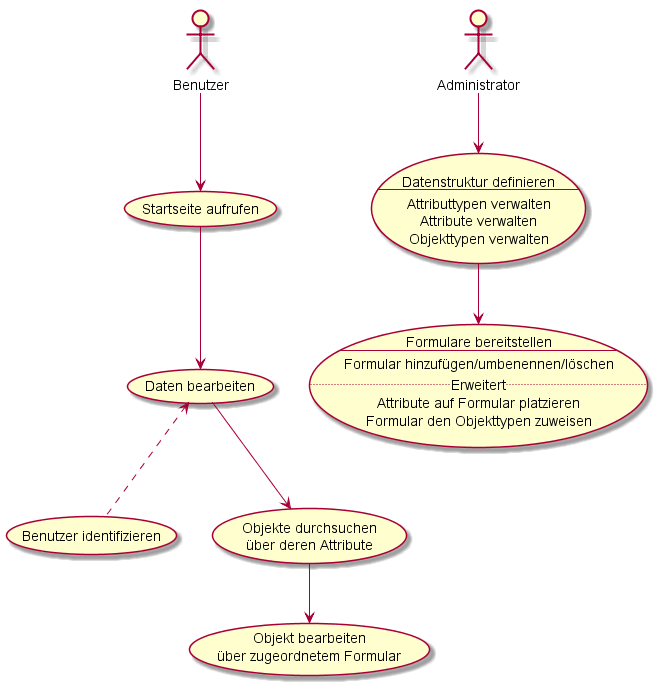 Benutzer
Administrator
Startseite aufrufen
Datenstruktur definieren
Attributtypen verwalten
Attribute verwalten
Objekttypen verwalten
Daten bearbeiten
Formulare bereitstellen
Formular hinzufügen/umbenennen/löschen
Erweitert
Attribute auf Formular platzieren
Formular den Objekttypen zuweisen
Benutzer identifizieren
Objekte durchsuchen
über deren Attribute
Objekt bearbeiten
über zugeordnetem Formular